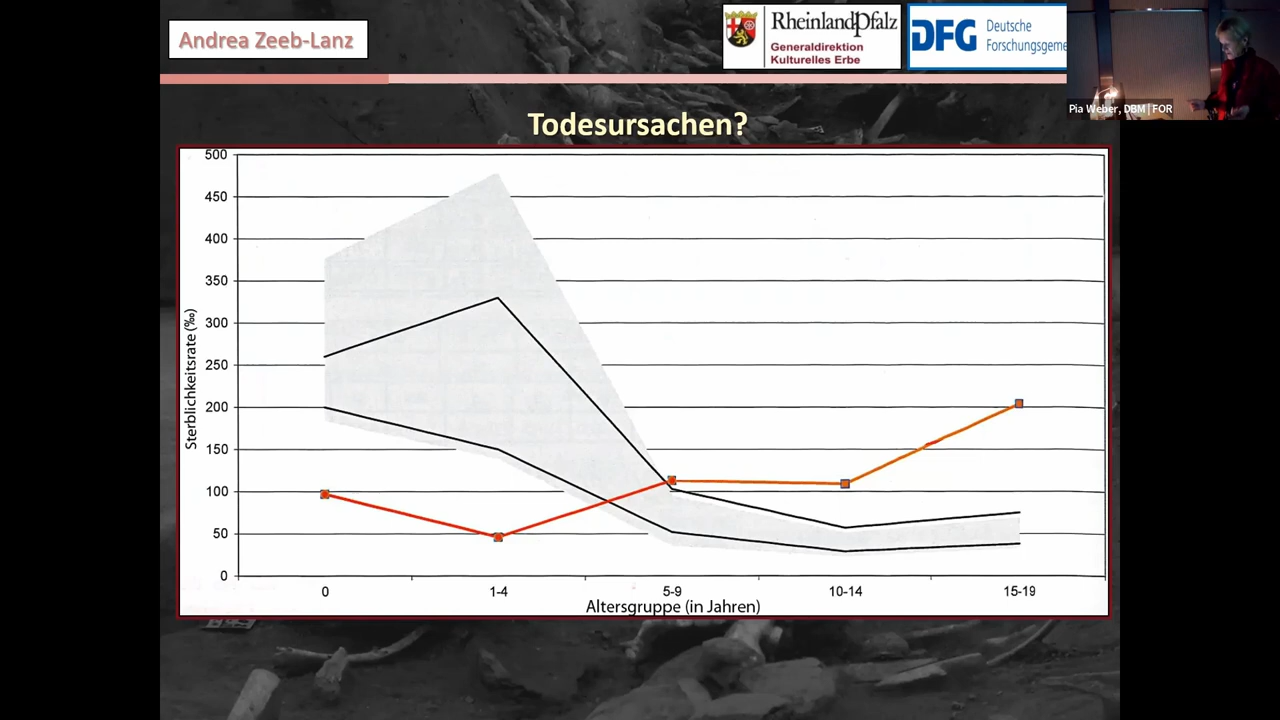 Andrea Zeeb-Lanz
RheinlandPfalz
Generaldirektion
Kulturelles Erbe
DFG
Deutsche
Forschungsgeme
Pia Weber, DBM | FOR
Todesursachen?
Sterblichkeitsrate (‰)
500
450
400
350
300
250
200
150
100
50
0
0 1-4 5-9 10-14 15-19
Altersgruppe (in Jahren)